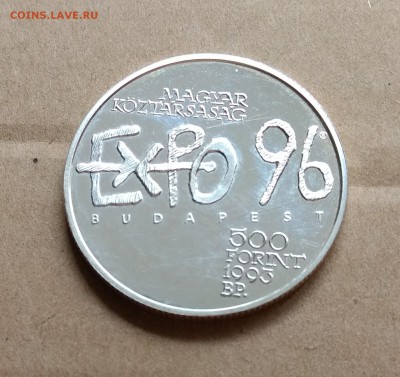 COINS.LAVE.RU
MAGYAR
KÖZTÁRSASÁG
EXPO 96
BUDAPEST
500
FORINT
1993
BP.